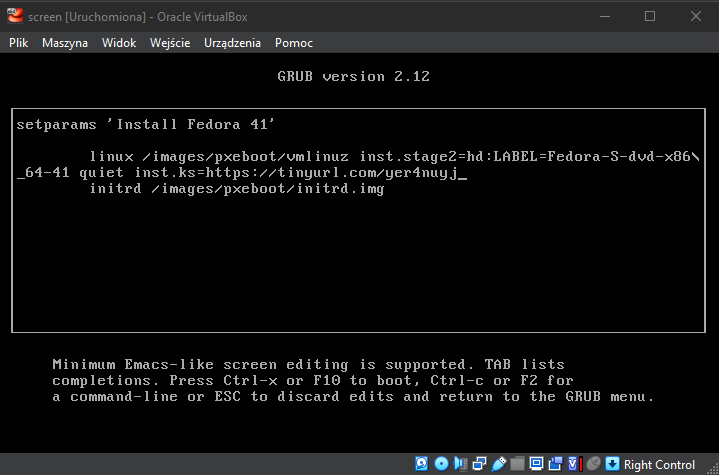 screen [Uruchomiona] - Oracle VirtualBox
Plik Maszyna Widok Wejście Urządzenia Pomoc
GRUB version 2.12
setparams 'Install Fedora 41'
linux /images/pxeboot/vmlinuz inst.stage2=hd:LABEL=Fedora-S-dvd-x86\
_64-41 quiet inst.ks=https://tinyurl.com/yer4nuyj_
initrd /images/pxeboot/initrd.img
Minimum Emacs-like screen editing is supported. TAB lists
completions. Press Ctrl-x or F10 to boot, Ctrl-c or F2 for
a command-line or ESC to discard edits and return to the GRUB menu.
Right Control